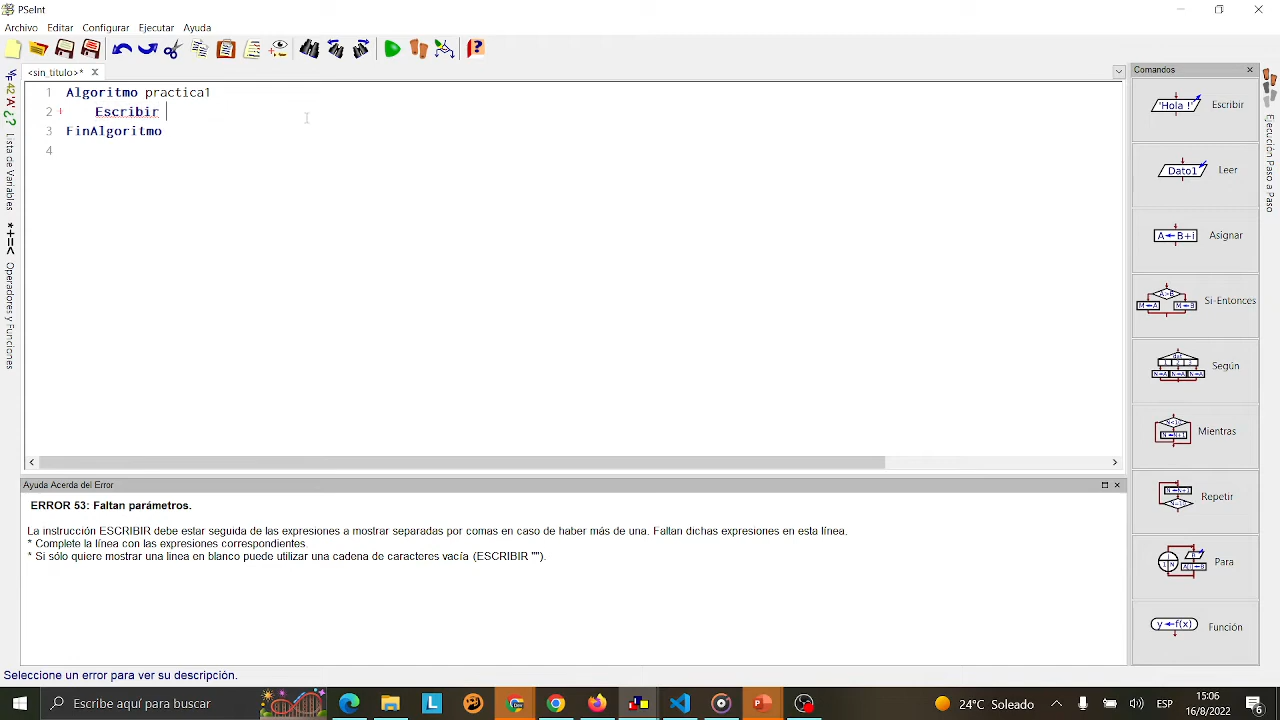 PSeInt
Archivo Editar Configurar Ejecutar Ayuda
<sin_titulo>*
1 Algoritmo practica1
2 Escribir
3 FinAlgoritmo
4
Lista de Variables
*+=< Operadores y Funciones
Comandos
'Hola !' Escribir
Dato1 Leer
A B+i Asignar
Si-Entonces
Según
Mientras
Repetir
Para
y f(x) Función
Ejecución Paso a Paso
Ayuda Acerda del Error
ERROR 53: Faltan parámetros.
La instrucción ESCRIBIR debe estar seguida de las expresiones a mostrar separadas por comas en caso de haber más de una. Faltan dichas expresiones en esta línea.
* Complete la línea con las expresiones correspondientes
* Si sólo quiere mostrar una linea en blanco puede utilizar una cadena de caracteres vacía (ESCRIBIR "").
Seleccione un error para ver su descripción.
Escribe aquí para buscar
24°C Soleado
ESP
15:06
16/8/2022
6